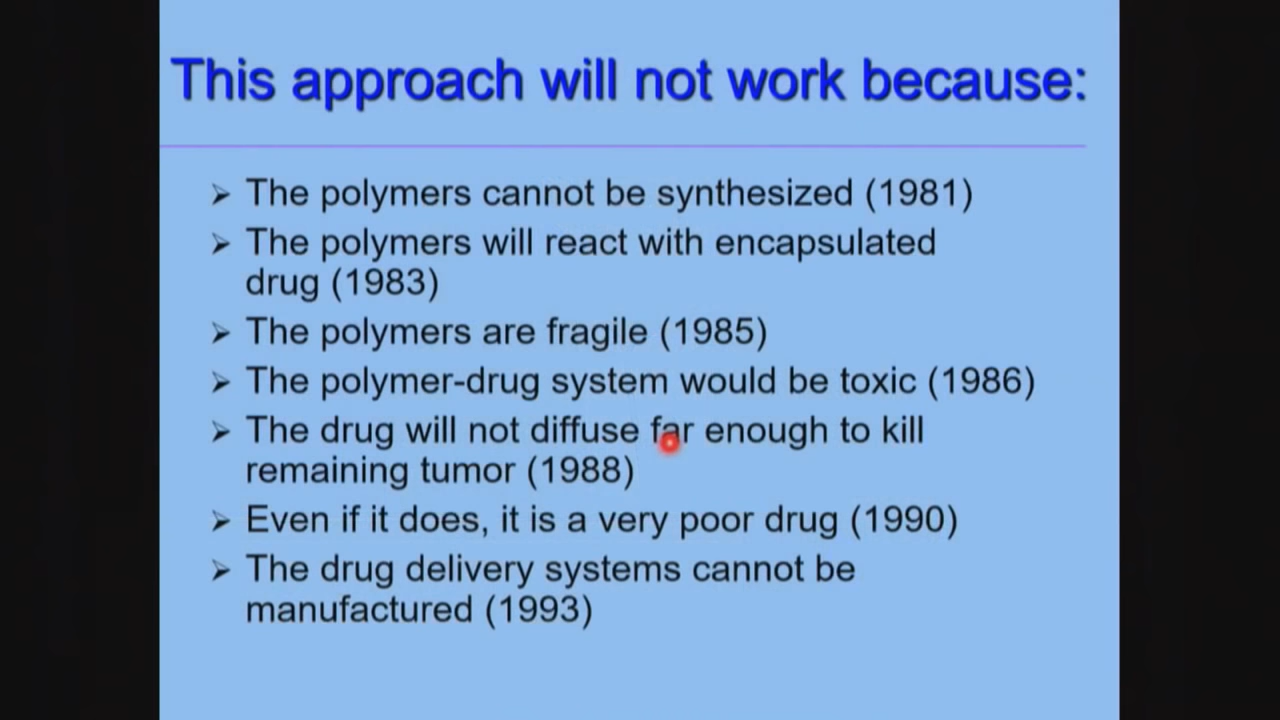 This approach will not work because:
➢ The polymers cannot be synthesized (1981)
➢ The polymers will react with encapsulated
drug (1983)
➢ The polymers are fragile (1985)
➢ The polymer-drug system would be toxic (1986)
➢ The drug will not diffuse far enough to kill
remaining tumor (1988)
➢ Even if it does, it is a very poor drug (1990)
➢ The drug delivery systems cannot be
manufactured (1993)